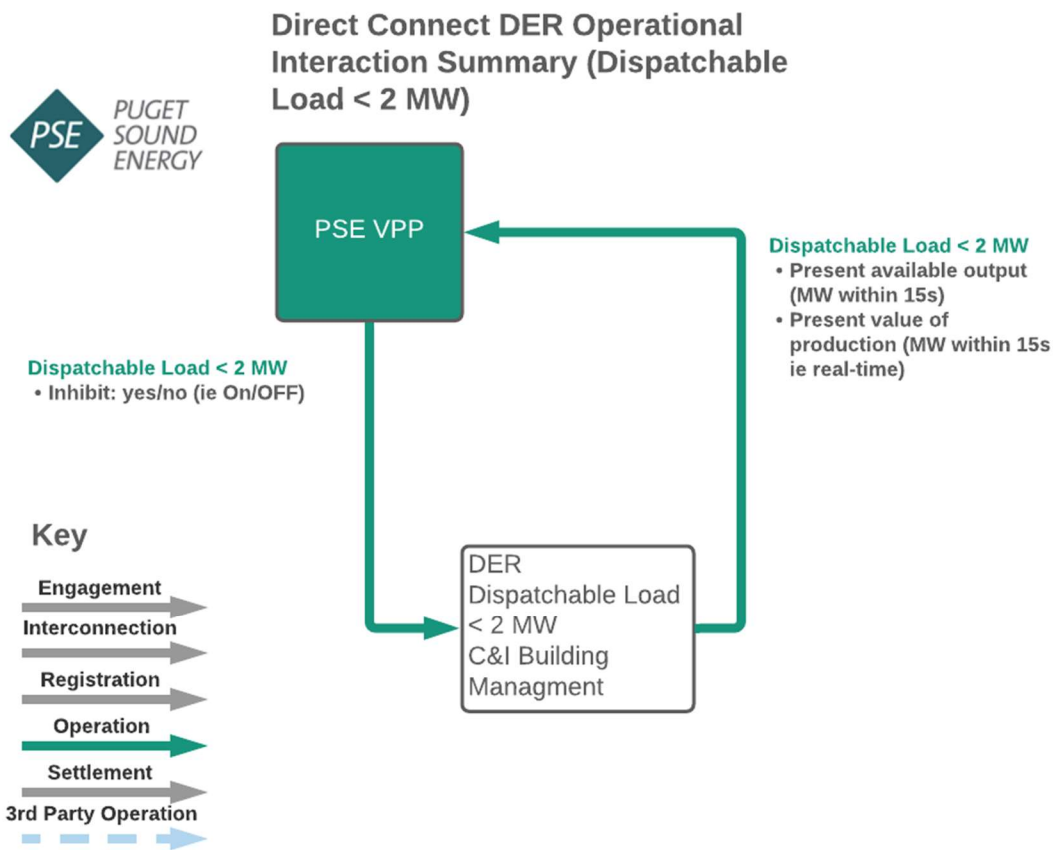 Direct Connect DER Operational
Interaction Summary (Dispatchable
Load < 2 MW)
PSE
PUGET
SOUND
ENERGY
PSE VPP
Dispatchable Load < 2 MW
• Present available output
(MW within 15s)
• Present value of
production (MW within 15s
ie real-time)
Dispatchable Load < 2 MW
• Inhibit: yes/no (ie On/OFF)
DER
Dispatchable Load
< 2 MW
C&I Building
Managment
Key
Engagement
Interconnection
Registration
Operation
Settlement
3rd Party Operation